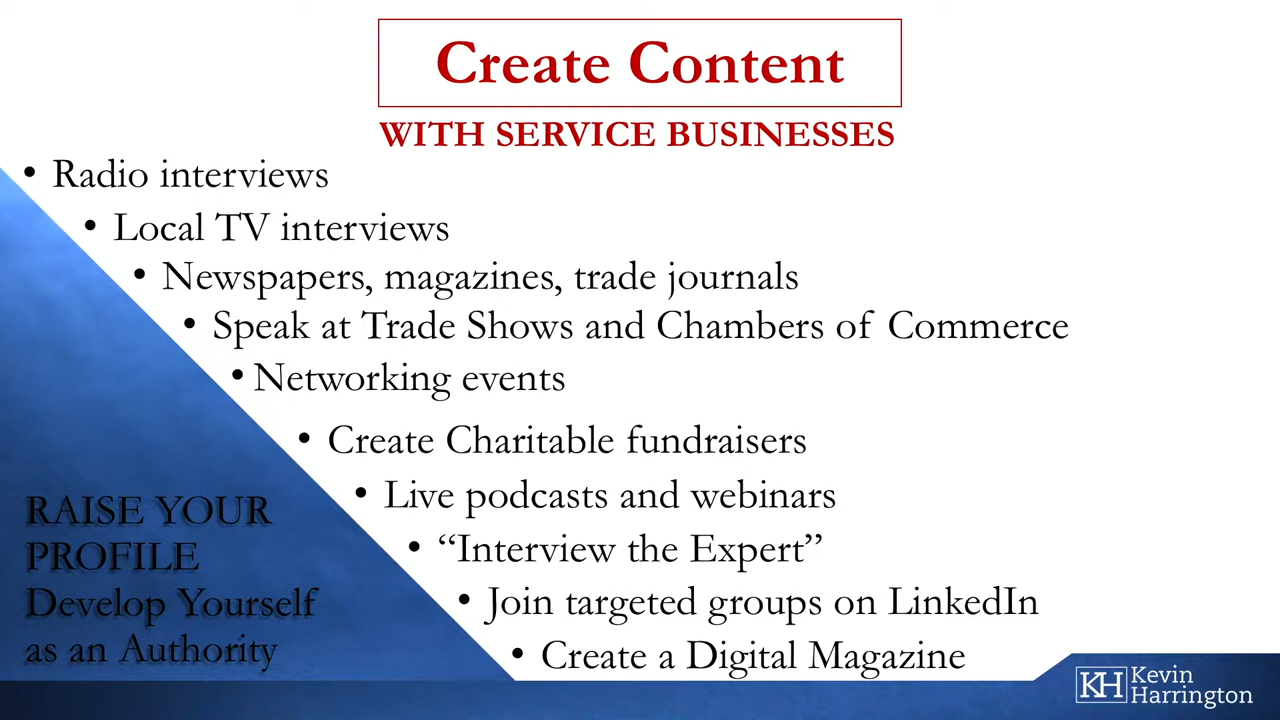 Create Content
WITH SERVICE BUSINESSES
• Radio interviews
• Local TV interviews
• Newspapers, magazines, trade journals
• Speak at Trade Shows and Chambers of Commerce
• Networking events
• Create Charitable fundraisers
• Live podcasts and webinars
• “Interview the Expert”
• Join targeted groups on LinkedIn
• Create a Digital Magazine
RAISE YOUR
PROFILE
Develop Yourself
as an Authority
KH Kevin
Harrington